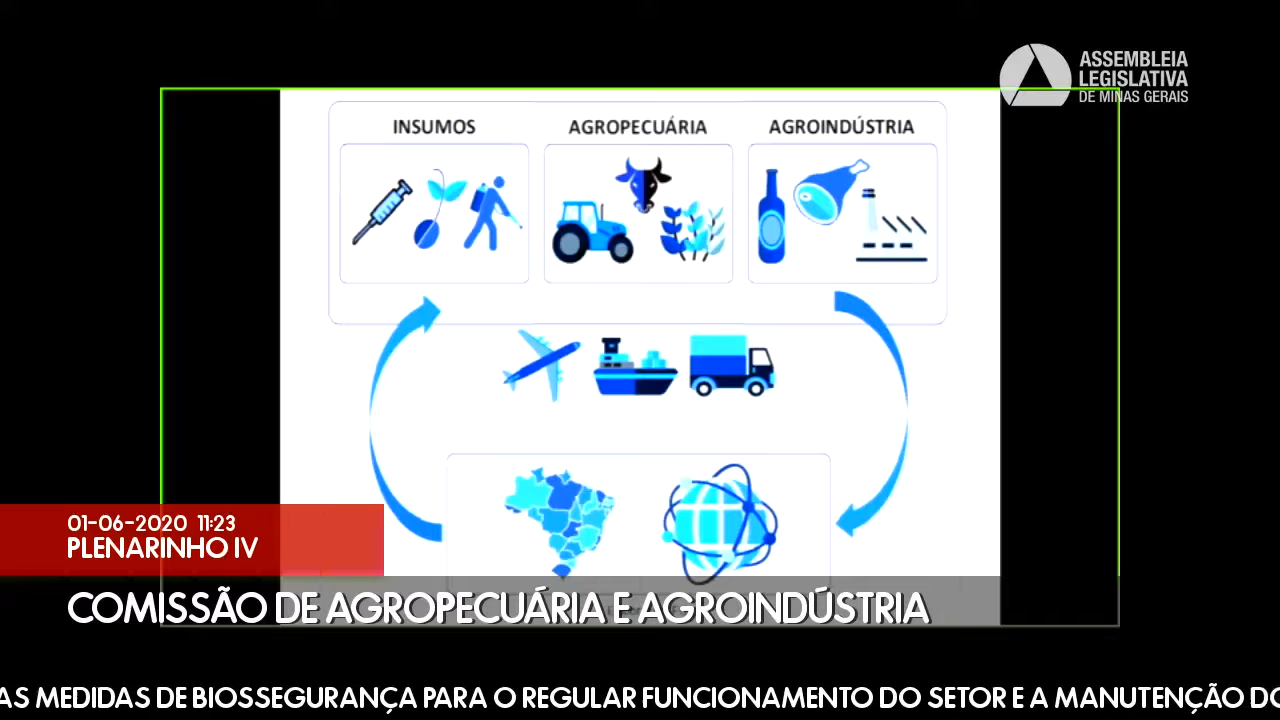 ASSEMBLEIA
LEGISLATIVA
DE MINAS GERAIS
INSUMOS
AGROPECUÁRIA
AGROINDÚSTRIA
01-06-2020 11:23
PLENARINHO IV
COMISSÃO DE AGROPECUÁRIA E AGROINDÚSTRIA
AS MEDIDAS DE BIOSSEGURANÇA PARA O REGULAR FUNCIONAMENTO DO SETOR E A MANUTENÇÃO DO